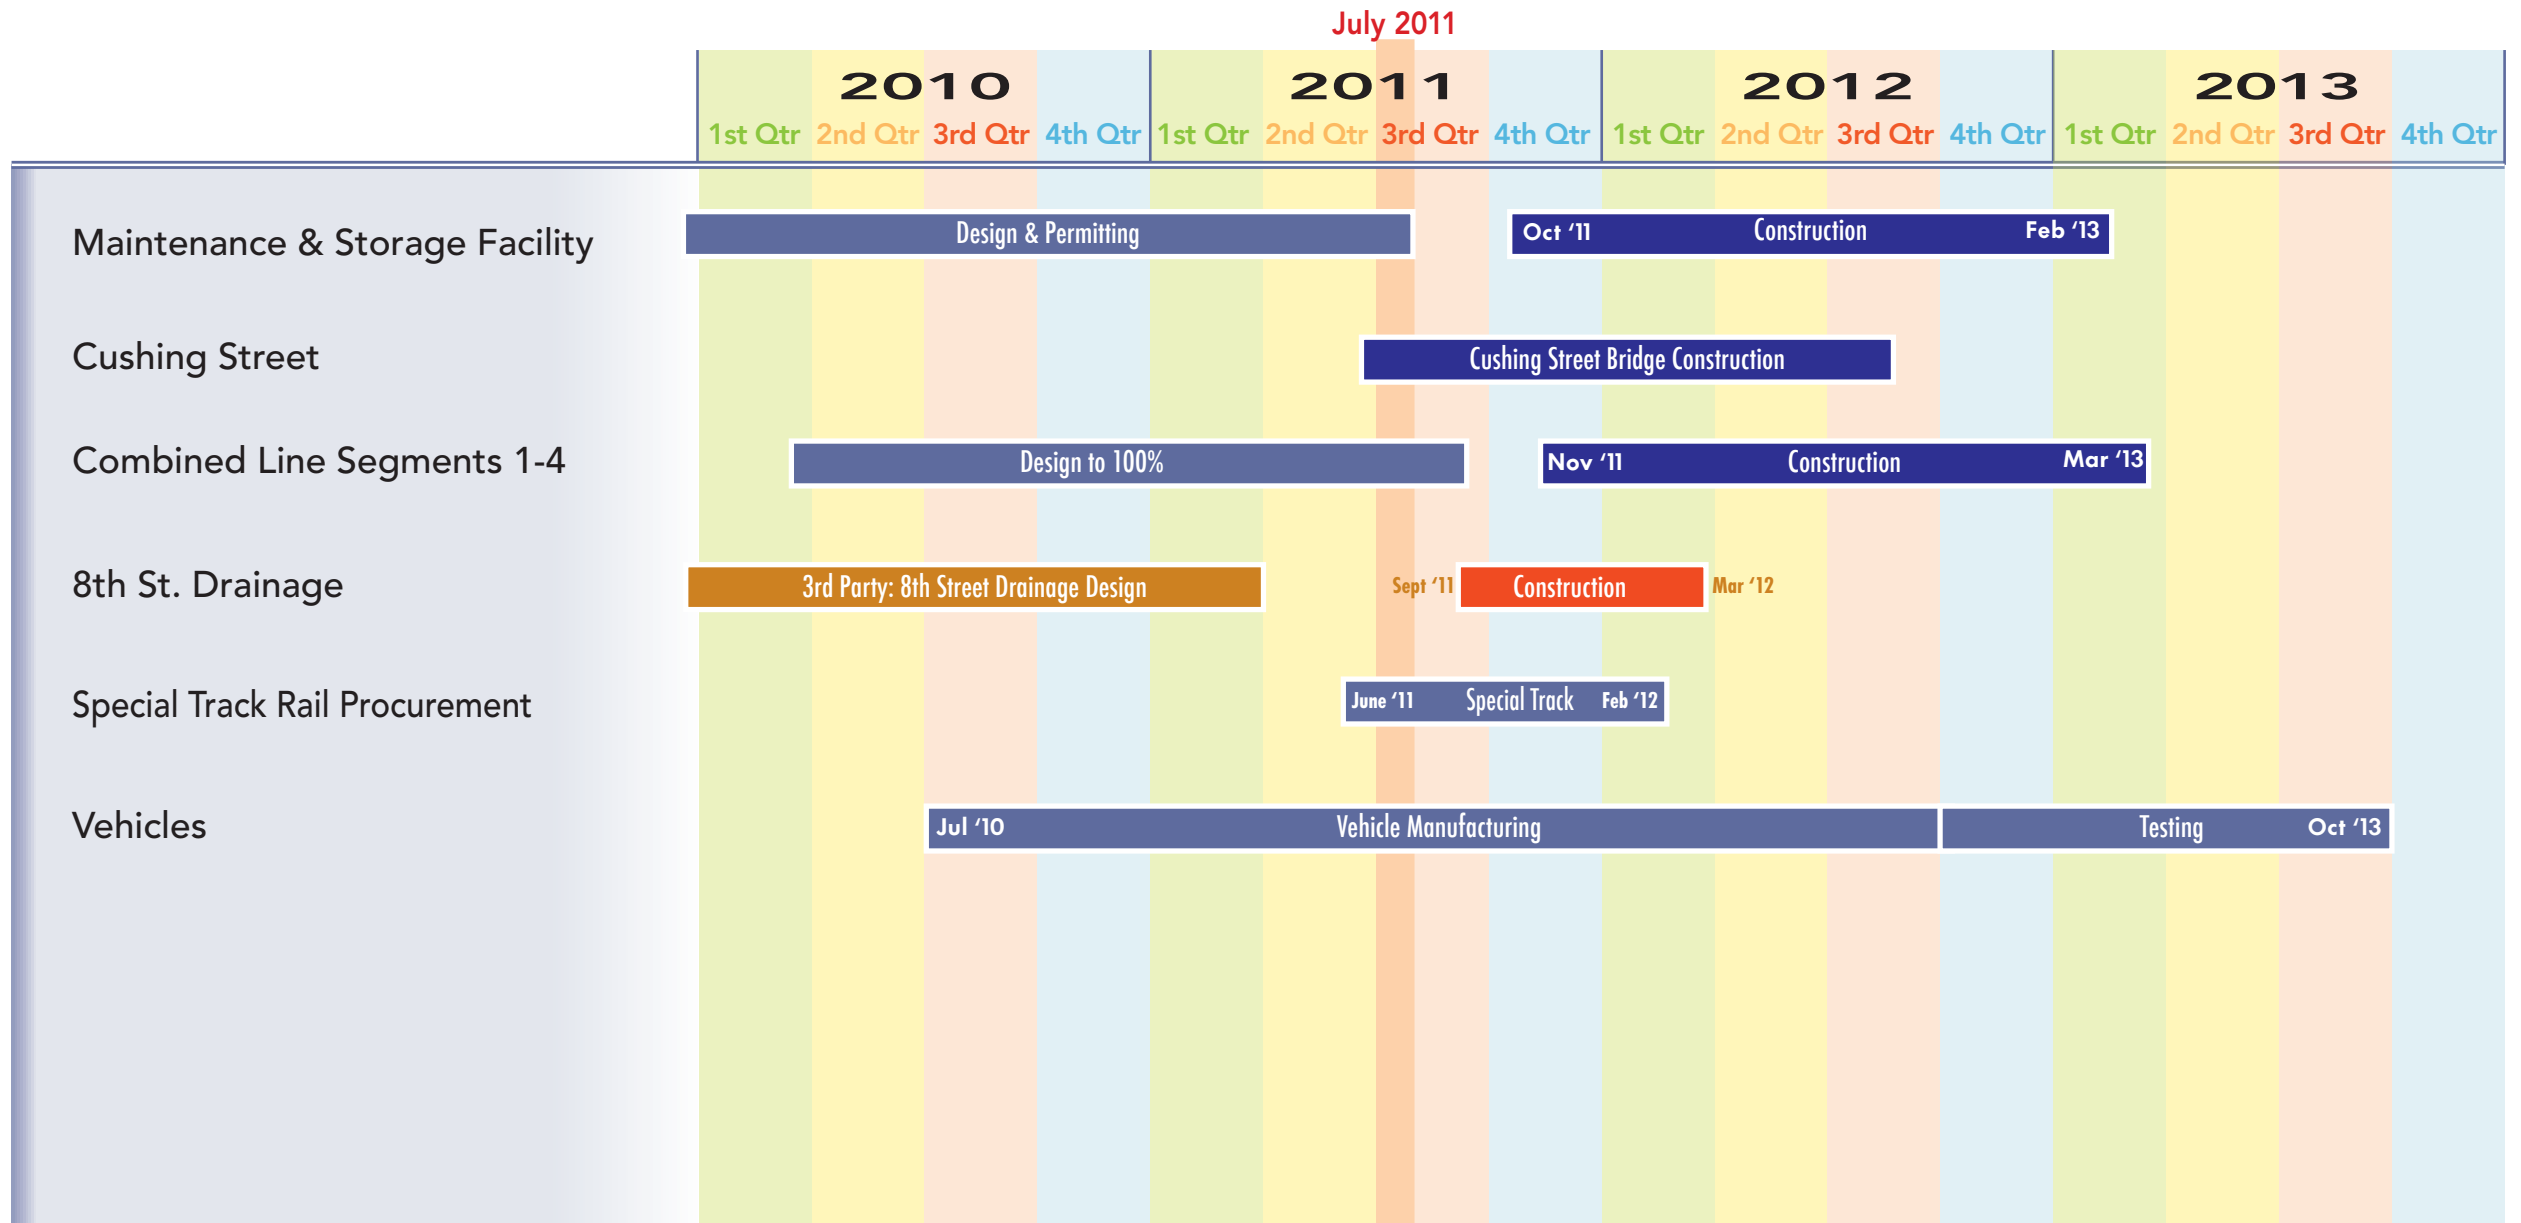 July 2011
2010 2011 2012 2013
1st Qtr 2nd Qtr 3rd Qtr 4th Qtr 1st Qtr 2nd Qtr 3rd Qtr 4th Qtr 1st Qtr 2nd Qtr 3rd Qtr 4th Qtr 1st Qtr 2nd Qtr 3rd Qtr 4th Qtr
Maintenance & Storage Facility Design & Permitting Oct ‘11 Construction Feb ‘13
Cushing Street Cushing Street Bridge Construction
Combined Line Segments 1-4 Design to 100% Nov ‘11 Construction Mar ‘13
8th St. Drainage 3rd Party: 8th Street Drainage Design Sept ‘11 Construction Mar ‘12
Special Track Rail Procurement June ‘11 Special Track Feb ‘12
Vehicles Jul ‘10 Vehicle Manufacturing Testing Oct ‘13